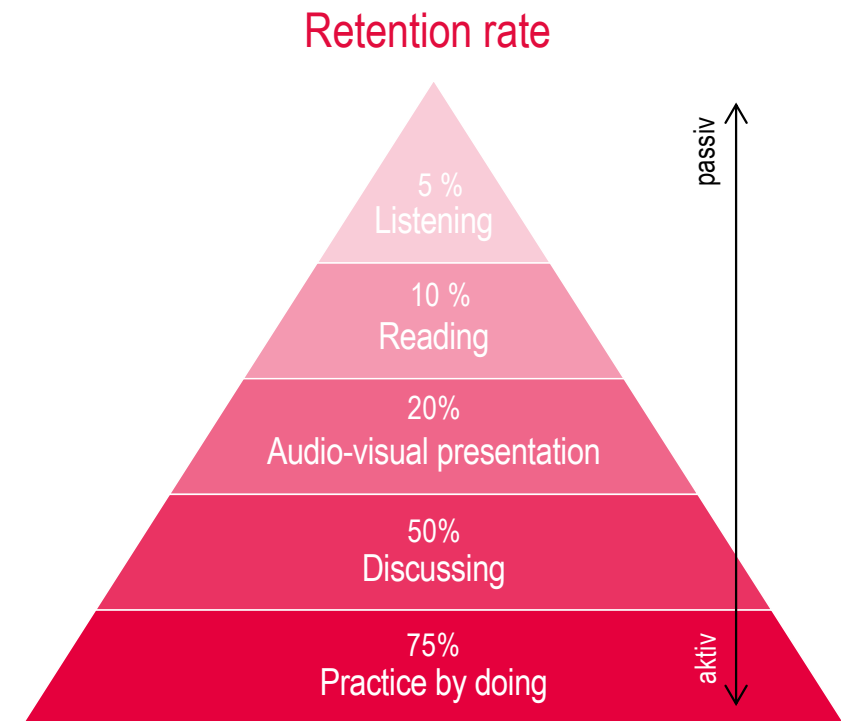 Retention rate
5 %
Listening
10 %
Reading
20%
Audio-visual presentation
50%
Discussing
75%
Practice by doing
passiv
aktiv